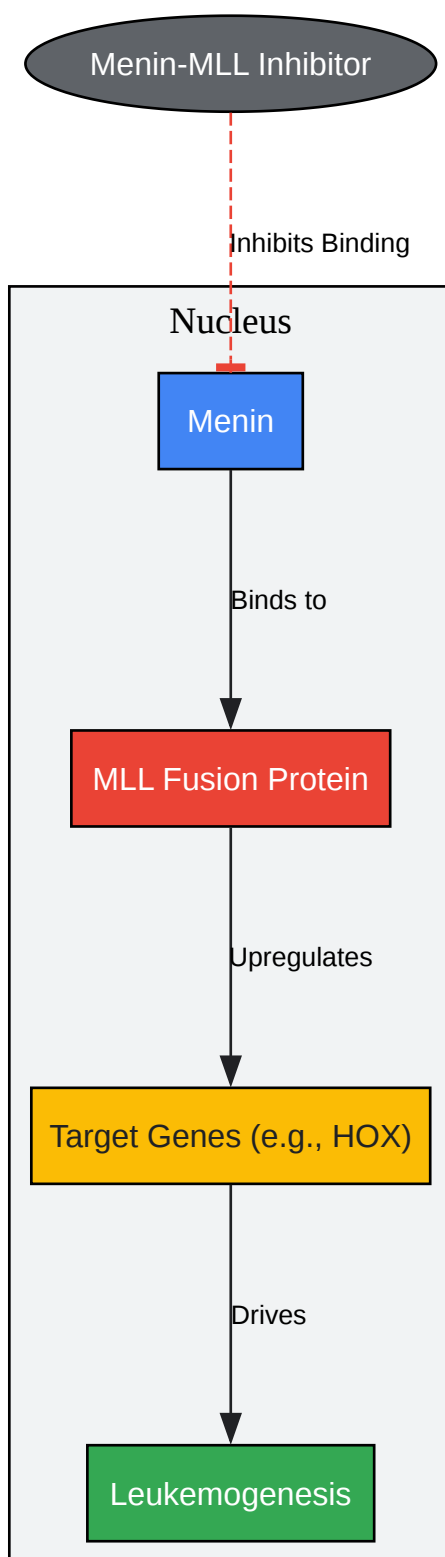 Menin-MLL Inhibitor
Inhibits Binding
Nucleus
Menin
Binds to
MLL Fusion Protein
Upregulates
Target Genes (e.g., HOX)
Drives
Leukemogenesis